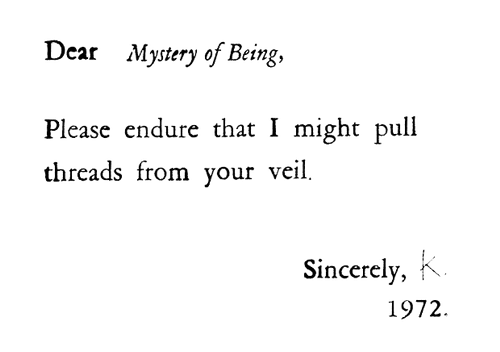 Dear Mystery of Being,
Please endure that I might pull
threads from your veil.
Sincerely, K.
1972.